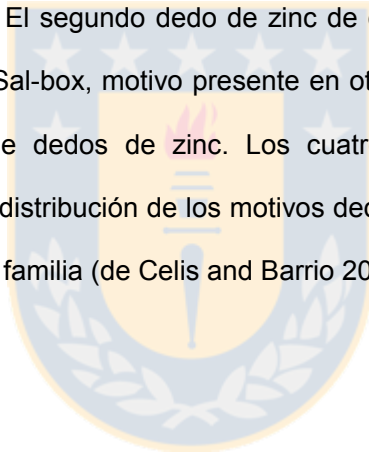 El segundo dedo de zinc de
Sal-box, motivo presente en ot
e dedos de zinc. Los cuatr
distribución de los motivos dec
familia (de Celis and Barrio 20